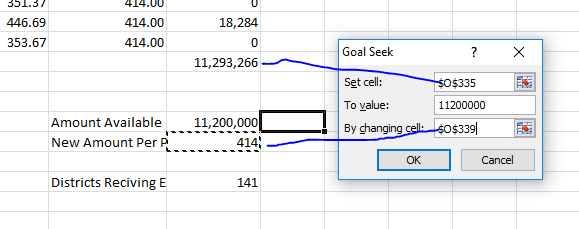 351.37 414.00 0
446.69 414.00 18,284
353.67 414.00 0
11,293,266
Amount Available 11,200,000
New Amount Per P 414
Districts Reciving E 141
Goal Seek ? ×
Set cell: $O$335
To value: 11200000
By changing cell: $O$339
OK Cancel